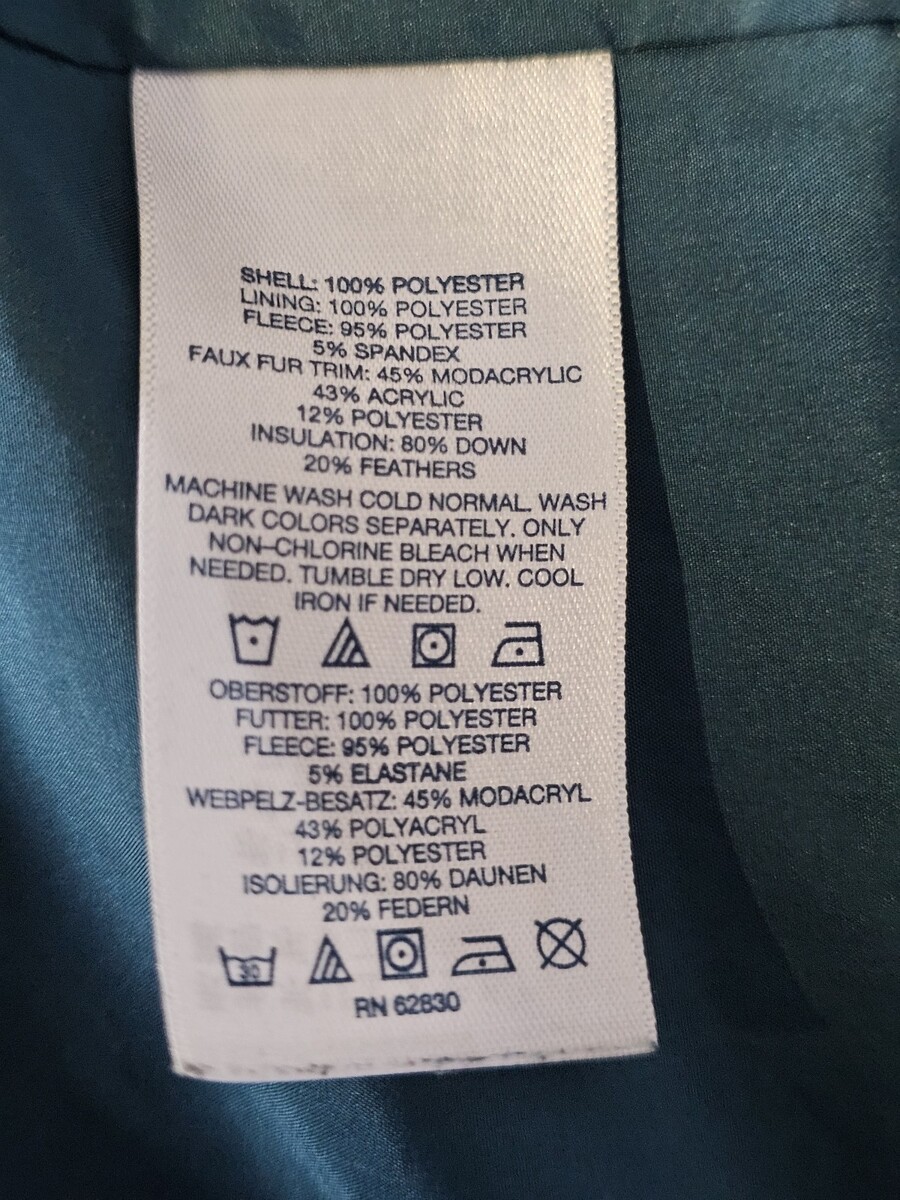 SHELL: 100% POLYESTER
LINING: 100% POLYESTER
FLEECE: 95% POLYESTER
5% SPANDEX
FAUX FUR TRIM: 45% MODACRYLIC
43% ACRYLIC
12% POLYESTER
INSULATION: 80% DOWN
20% FEATHERS
MACHINE WASH COLD NORMAL. WASH
DARK COLORS SEPARATELY. ONLY
NON-CHLORINE BLEACH WHEN
NEEDED. TUMBLE DRY LOW. COOL
IRON IF NEEDED.
OBERSTOFF: 100% POLYESTER
FUTTER: 100% POLYESTER
FLEECE: 95% POLYESTER
5% ELASTANE
WEBPELZ-BESATZ: 45% MODACRYL
43% POLYACRYL
12% POLYESTER
ISOLIERUNG: 80% DAUNEN
20% FEDERN
30
RN 62830